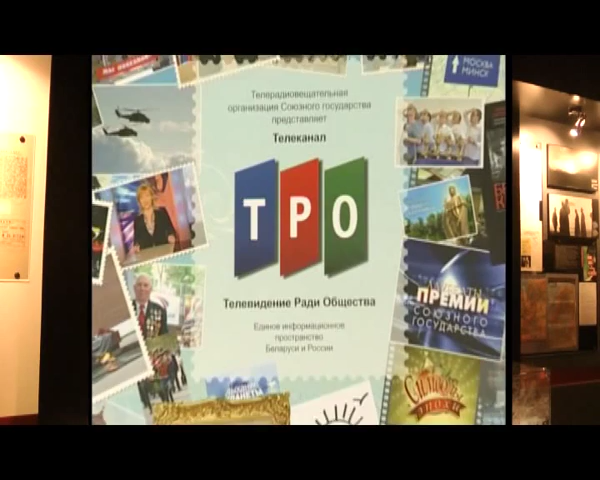 МОСКВА
МИНСК
Телерадиовещательная
организация Союзного государства
представляет
Телеканал
ТРО
Телевидение Ради Общества
Единое информационное
пространство
Беларуси и России
ПРЕМИИ
СОЮЗНОГО
ГОСУДАРСТВА